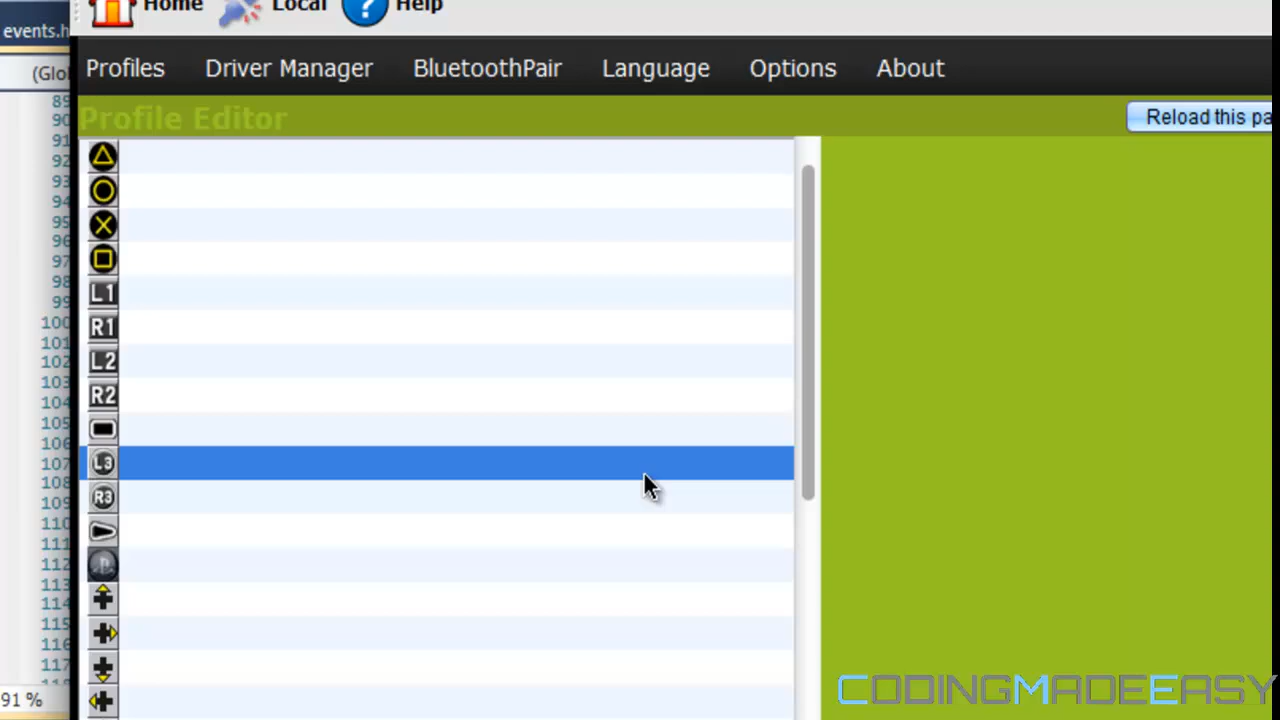 Home Local Help
events.h
Profiles Driver Manager BluetoothPair Language Options About
(Glo
Profile Editor
Reload this pa
89
90
91
92
93
94
95
96
97
98
99
100
101
102
103
104
105
106
107
108
109
110
111
112
113
114
115
116
117
L1
R1
L2
R2
L3
R3
91 %
CODINGMADEEASY